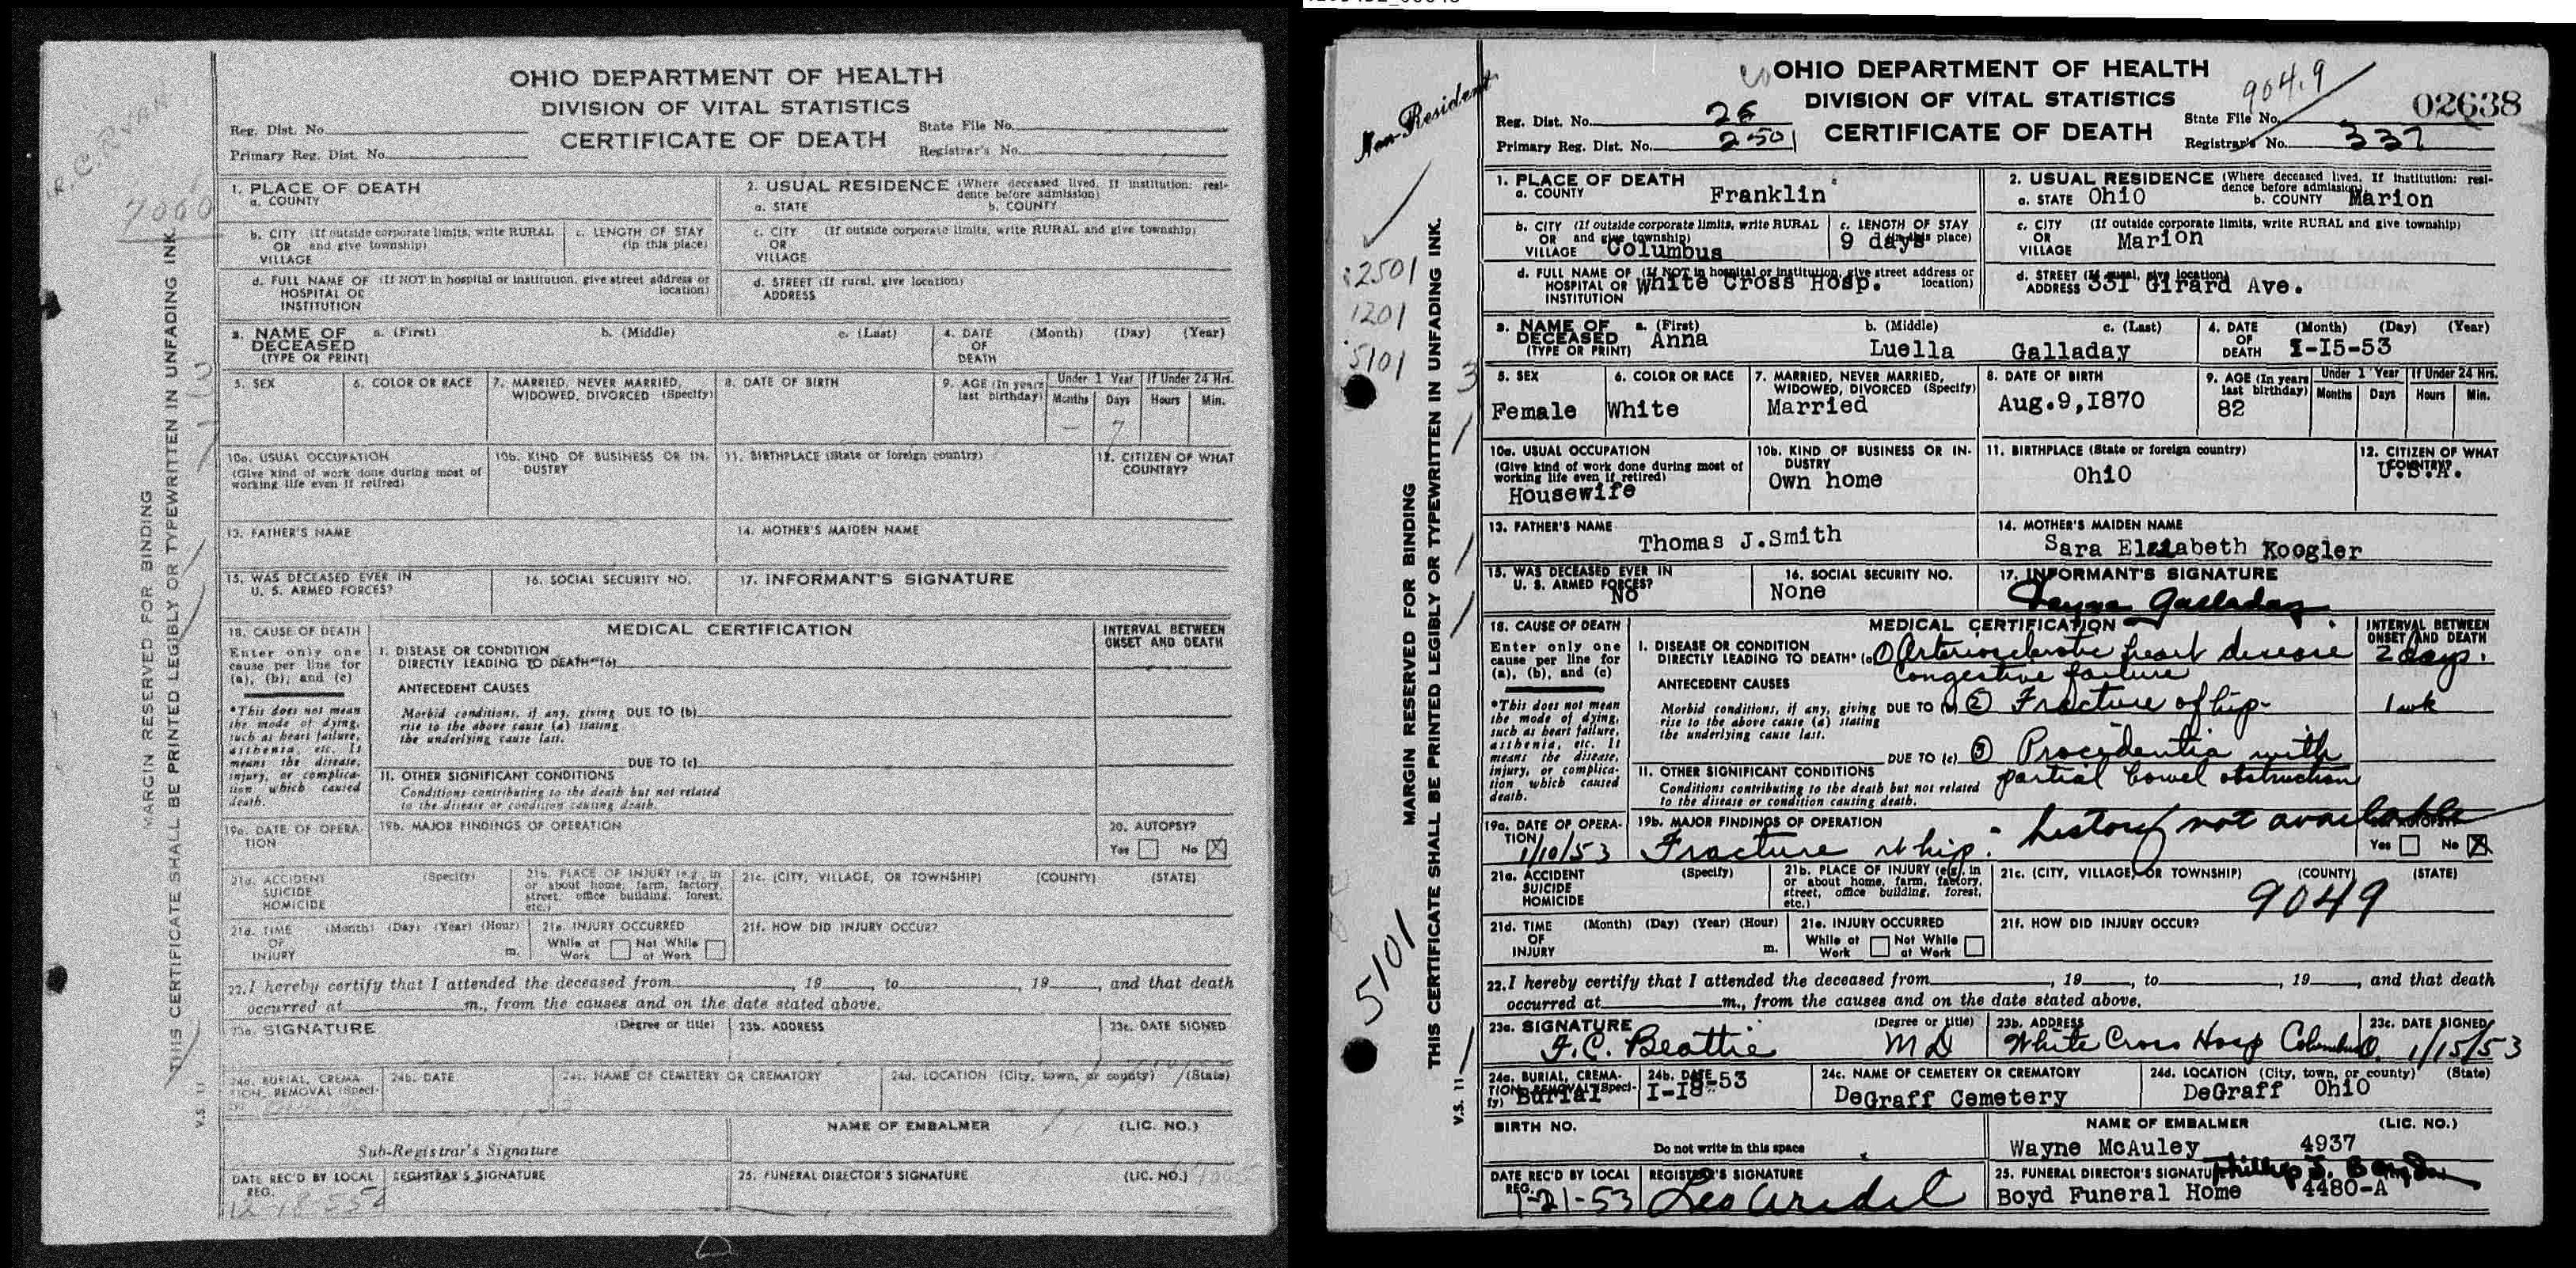 OHIO DEPARTMENT OF HEALTH
DIVISION OF VITAL STATISTICS
CERTIFICATE OF DEATH
Reg. Dist. No.
Primary Reg. Dist. No.
State File No.
Registrar's No.
7060
MARGIN RESERVED FOR BINDING
THIS CERTIFICATE SHALL BE PRINTED LEGIBLY OR TYPEWRITTEN IN UNFADING INK.
V.S. 11
1. PLACE OF DEATH
a. COUNTY
2. USUAL RESIDENCE (Where deceased lived. If institution: resi-
dence before admission)
a. STATE b. COUNTY
b. CITY (If outside corporate limits, write RURAL
OR and give township)
VILLAGE
c. LENGTH OF STAY
(in this place)
c. CITY (If outside corporate limits, write RURAL and give township)
OR
VILLAGE
d. FULL NAME OF (If NOT in hospital or institution, give street address or
HOSPITAL OR location)
INSTITUTION
d. STREET (If rural, give location)
ADDRESS
3. NAME OF a. (First) b. (Middle) c. (Last)
DECEASED
(TYPE OR PRINT)
4. DATE (Month) (Day) (Year)
OF
DEATH
5. SEX
6. COLOR OR RACE
7. MARRIED, NEVER MARRIED,
WIDOWED, DIVORCED (Specify)
8. DATE OF BIRTH
9. AGE (In years
last birthday)
Under 1 Year If Under 24 Hrs.
Months Days Hours Min.
7
10a. USUAL OCCUPATION
(Give kind of work done during most of
working life even if retired)
10b. KIND OF BUSINESS OR IN-
DUSTRY
11. BIRTHPLACE (State or foreign country)
12. CITIZEN OF WHAT
COUNTRY?
13. FATHER'S NAME
14. MOTHER'S MAIDEN NAME
15. WAS DECEASED EVER IN
U. S. ARMED FORCES?
16. SOCIAL SECURITY NO.
17. INFORMANT'S SIGNATURE
18. CAUSE OF DEATH
Enter only one
cause per line for
(a), (b), and (c)
*This does not mean
the mode of dying,
such as heart failure,
asthenia, etc. It
means the disease,
injury, or complica-
tion which caused
death.
MEDICAL CERTIFICATION
INTERVAL BETWEEN
ONSET AND DEATH
I. DISEASE OR CONDITION
DIRECTLY LEADING TO DEATH* (a)
ANTECEDENT CAUSES
Morbid conditions, if any, giving DUE TO (b)
rise to the above cause (a) stating
the underlying cause last.
DUE TO (c)
II. OTHER SIGNIFICANT CONDITIONS
Conditions contributing to the death but not related
to the disease or condition causing death.
19a. DATE OF OPERA-
TION
19b. MAJOR FINDINGS OF OPERATION
20. AUTOPSY?
Yes No X
21a. ACCIDENT (Specify)
SUICIDE
HOMICIDE
21b. PLACE OF INJURY (e.g., in
or about home, farm, factory,
street, office building, forest,
etc.)
21c. (CITY, VILLAGE, OR TOWNSHIP) (COUNTY) (STATE)
21d. TIME (Month) (Day) (Year) (Hour)
OF
INJURY m.
21e. INJURY OCCURRED
While at Not While
Work at Work
21f. HOW DID INJURY OCCUR?
22. I hereby certify that I attended the deceased from , 19 , to , 19 , and that death
occurred at m., from the causes and on the date stated above.
23a. SIGNATURE (Degree or title)
23b. ADDRESS
23c. DATE SIGNED
24a. BURIAL, CREMA-
TION, REMOVAL (Speci-
fy)
24b. DATE
24c. NAME OF CEMETERY OR CREMATORY
24d. LOCATION (City, town, or county) (State)
Sub-Registrar's Signature
NAME OF EMBALMER (LIC. NO.)
DATE REC'D BY LOCAL
REG.
REGISTRAR'S SIGNATURE
25. FUNERAL DIRECTOR'S SIGNATURE (LIC. NO.)
OHIO DEPARTMENT OF HEALTH
DIVISION OF VITAL STATISTICS
CERTIFICATE OF DEATH
Non-Resident
Reg. Dist. No. 25
Primary Reg. Dist. No. 2501
904.9
02638
State File No.
Registrar's No. 337
2501
1201
5101
5101
MARGIN RESERVED FOR BINDING
THIS CERTIFICATE SHALL BE PRINTED LEGIBLY OR TYPEWRITTEN IN UNFADING INK.
V.S. 11
3
1. PLACE OF DEATH
a. COUNTY Franklin
2. USUAL RESIDENCE (Where deceased lived. If institution: resi-
dence before admission)
a. STATE Ohio b. COUNTY Marion
b. CITY (If outside corporate limits, write RURAL
OR and give township)
VILLAGE Columbus
c. LENGTH OF STAY
9 days (in this place)
c. CITY (If outside corporate limits, write RURAL and give township)
OR
VILLAGE Marion
d. FULL NAME OF (If NOT in hospital or institution, give street address or
HOSPITAL OR White Cross Hosp. location)
INSTITUTION
d. STREET (If rural, give location)
ADDRESS 331 Girard Ave.
3. NAME OF a. (First) b. (Middle) c. (Last)
DECEASED Anna Luella Galladay
(TYPE OR PRINT)
4. DATE (Month) (Day) (Year)
OF
DEATH I-I5-53
5. SEX
Female
6. COLOR OR RACE
White
7. MARRIED, NEVER MARRIED,
WIDOWED, DIVORCED (Specify)
Married
8. DATE OF BIRTH
Aug.9,I870
9. AGE (In years
last birthday)
82
Under 1 Year If Under 24 Hrs.
Months Days Hours Min.
10a. USUAL OCCUPATION
(Give kind of work done during most of
working life even if retired)
Housewife
10b. KIND OF BUSINESS OR IN-
DUSTRY
Own home
11. BIRTHPLACE (State or foreign country)
Ohio
12. CITIZEN OF WHAT
COUNTRY?
U.S.A.
13. FATHER'S NAME
Thomas J.Smith
14. MOTHER'S MAIDEN NAME
Sara Elizabeth Koogler
15. WAS DECEASED EVER IN
U. S. ARMED FORCES?
No
16. SOCIAL SECURITY NO.
None
17. INFORMANT'S SIGNATURE
Galladay
18. CAUSE OF DEATH
Enter only one
cause per line for
(a), (b), and (c)
*This does not mean
the mode of dying,
such as heart failure,
asthenia, etc. It
means the disease,
injury, or complica-
tion which caused
death.
MEDICAL CERTIFICATION
INTERVAL BETWEEN
ONSET AND DEATH
I. DISEASE OR CONDITION
DIRECTLY LEADING TO DEATH* (a) ① Arteriosclerotic heart disease 2 days.
Congestive failure
ANTECEDENT CAUSES
Morbid conditions, if any, giving DUE TO (b) ② Fracture of hip- 1 wk
rise to the above cause (a) stating
the underlying cause last.
DUE TO (c) ③ Procedentia with
partial bowel obstruction
II. OTHER SIGNIFICANT CONDITIONS
Conditions contributing to the death but not related
to the disease or condition causing death.
history not available
19a. DATE OF OPERA-
TION
1/10/53
19b. MAJOR FINDINGS OF OPERATION
Fracture rt hip.
20. AUTOPSY?
Yes No X
21a. ACCIDENT (Specify)
SUICIDE
HOMICIDE
21b. PLACE OF INJURY (e.g., in
or about home, farm, factory,
street, office building, forest,
etc.)
21c. (CITY, VILLAGE, OR TOWNSHIP) (COUNTY) (STATE)
9049
21d. TIME (Month) (Day) (Year) (Hour)
OF
INJURY m.
21e. INJURY OCCURRED
While at Not While
Work at Work
21f. HOW DID INJURY OCCUR?
22. I hereby certify that I attended the deceased from , 19 , to , 19 , and that death
occurred at m., from the causes and on the date stated above.
23a. SIGNATURE (Degree or title)
F.C. Beattie MD
23b. ADDRESS
White Cross Hosp Columbus O.
23c. DATE SIGNED
1/15/53
24a. BURIAL, CREMA-
TION, REMOVAL (Speci-
fy) Burial
24b. DATE
I-I8-53
24c. NAME OF CEMETERY OR CREMATORY
DeGraff Cemetery
24d. LOCATION (City, town, or county) (State)
DeGraff Ohio
BIRTH NO.
Do not write in this space
NAME OF EMBALMER (LIC. NO.)
Wayne McAuley 4937
DATE REC'D BY LOCAL
REG.
1-21-53
REGISTRAR'S SIGNATURE
25. FUNERAL DIRECTOR'S SIGNATURE
Boyd Funeral Home 4480-A